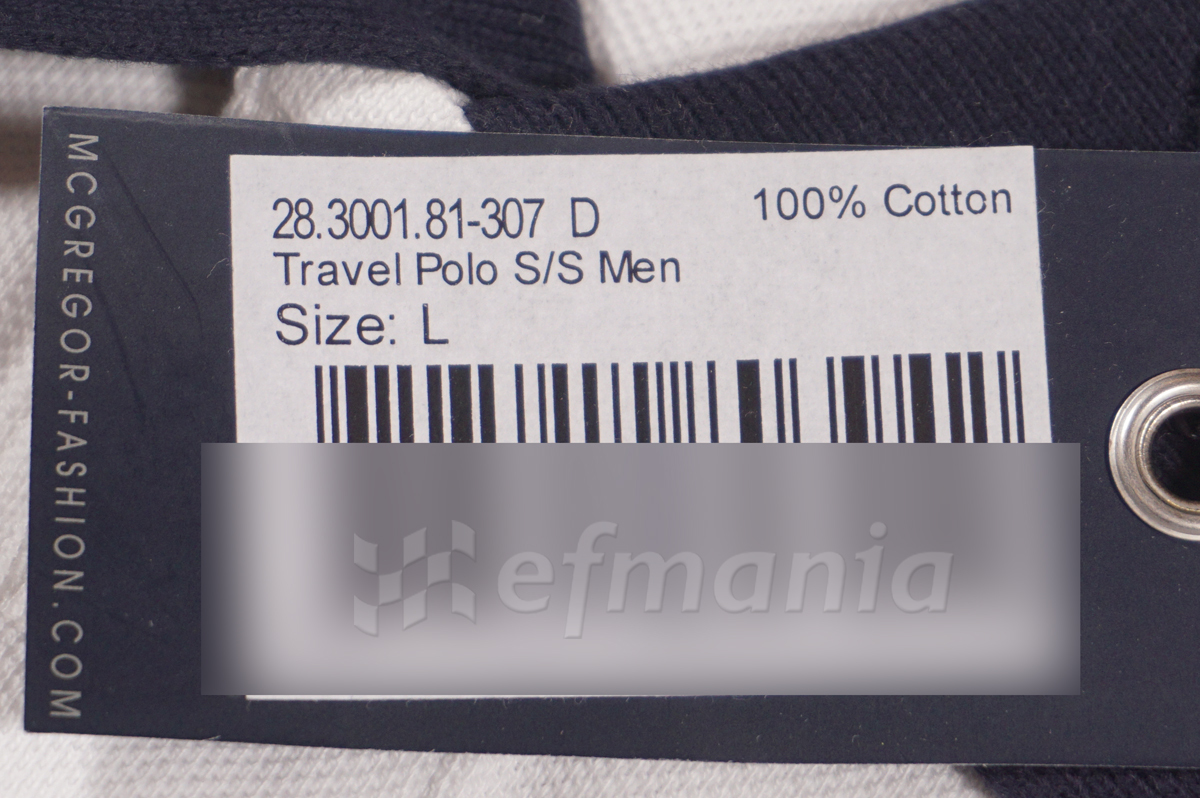 MCGREGOR-FASHION.COM
28.3001.81-307 D
100% Cotton
Travel Polo S/S Men
Size: L
efmania